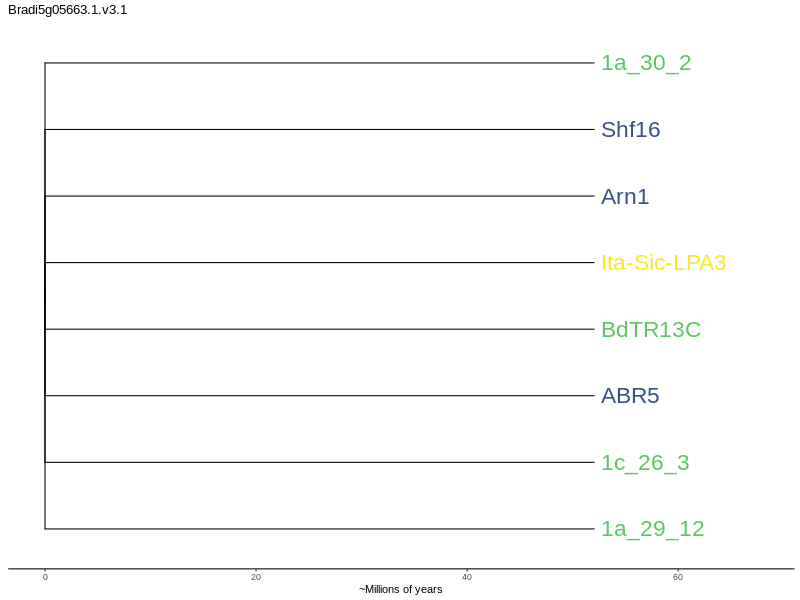 Bradi5g05663.1.v3.1
1a_30_2
Shf16
Arn1
Ita-Sic-LPA3
BdTR13C
ABR5
1c_26_3
1a_29_12
0 20 40 60
~Millions of years